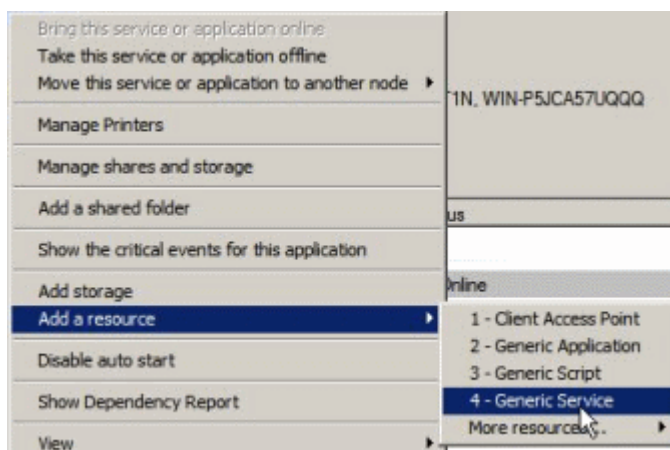 Bring this service or application online
Take this service or application offline
Move this service or application to another node
T1N, WIN-P5JCA57UQQQ
Manage Printers
Manage shares and storage
Add a shared folder
us
Show the critical events for this application
Add storage
Online
Add a resource
1 - Client Access Point
2 - Generic Application
Disable auto start
3 - Generic Script
Show Dependency Report
4 - Generic Service
More resources...
View